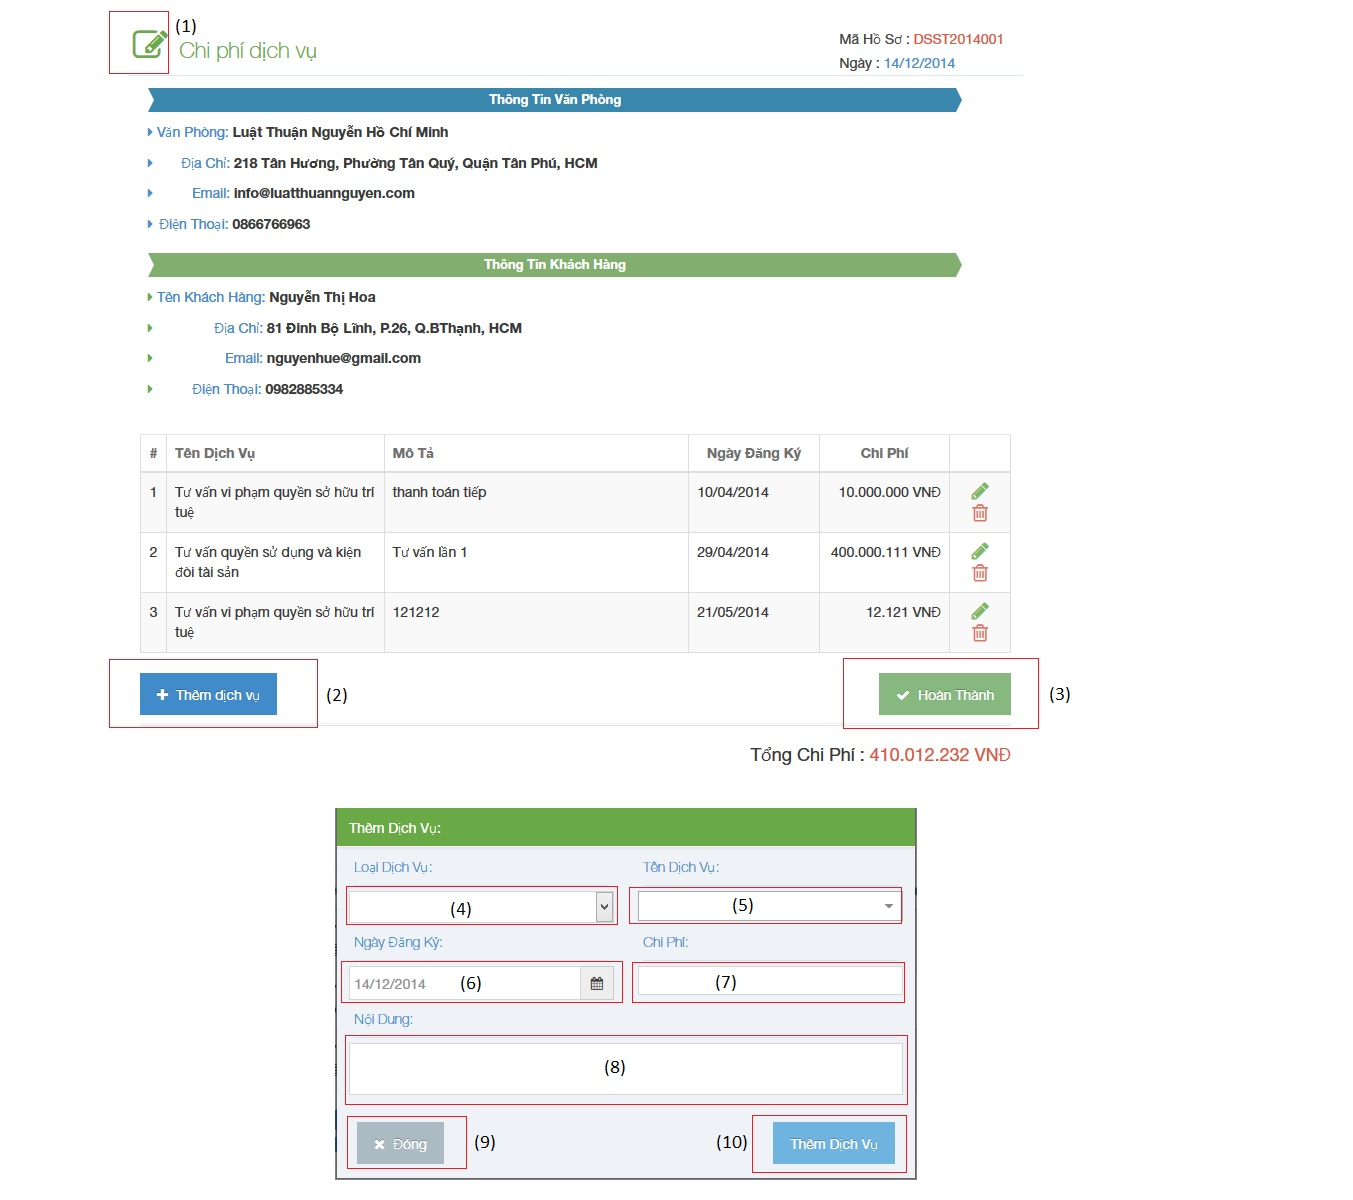 (1)
Chi phí dịch vụ
Mã Hồ Sơ : DSST2014001
Ngày : 14/12/2014
Thông Tin Văn Phòng
Văn Phòng: Luật Thuận Nguyễn Hồ Chí Minh
Địa Chỉ: 218 Tân Hương, Phường Tân Quý, Quận Tân Phú, HCM
Email: info@luatthuannguyen.com
Điện Thoại: 0866766963
Thông Tin Khách Hàng
Tên Khách Hàng: Nguyễn Thị Hoa
Địa Chỉ: 81 Đinh Bộ Lĩnh, P.26, Q.BThạnh, HCM
Email: nguyenhue@gmail.com
Điện Thoại: 0982885334
# Tên Dịch Vụ Mô Tả Ngày Đăng Ký Chi Phí
1 Tư vấn vi phạm quyền sở hữu trí thanh toán tiếp 10/04/2014 10.000.000 VNĐ
tuệ
2 Tư vấn quyền sử dụng và kiện Tư vấn lần 1 29/04/2014 400.000.111 VNĐ
đòi tài sản
3 Tư vấn vi phạm quyền sở hữu trí 121212 21/05/2014 12.121 VNĐ
tuệ
Thêm dịch vụ (2) Hoàn Thành (3)
Tổng Chi Phí : 410.012.232 VNĐ
Thêm Dịch Vụ:
Loại Dịch Vụ: Tên Dịch Vụ:
(4) (5)
Ngày Đăng Ký: Chi Phí:
14/12/2014 (6) (7)
Nội Dung:
(8)
Đóng (9) (10) Thêm Dịch Vụ